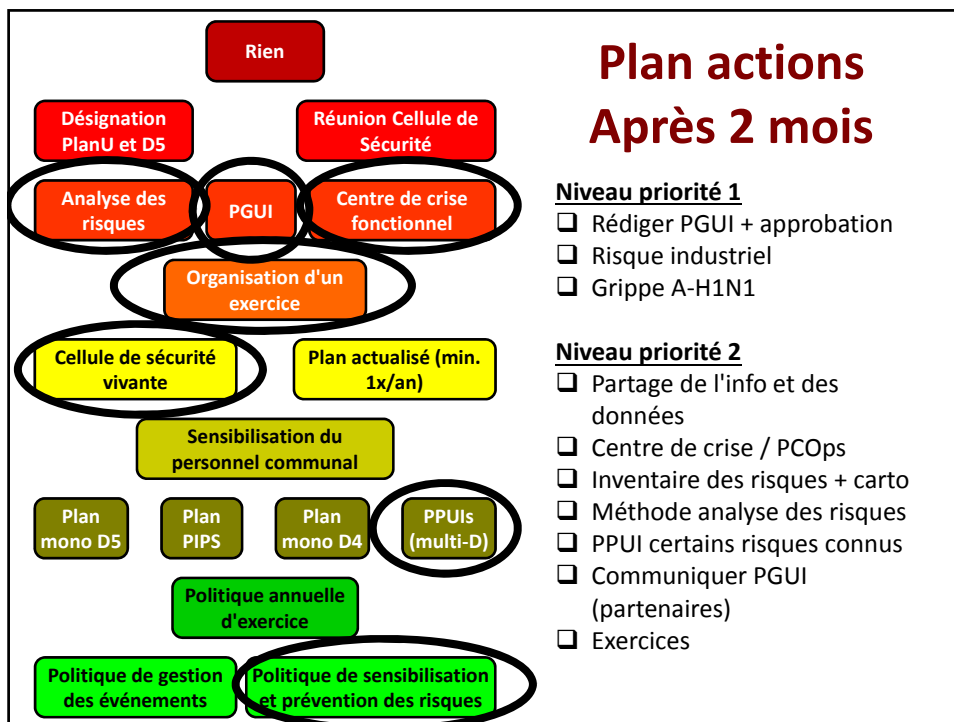 Rien
Désignation
PlanU et D5
Réunion Cellule de
Sécurité
Analyse des
risques
PGUI
Centre de crise
fonctionnel
Organisation d'un
exercice
Cellule de sécurité
vivante
Plan actualisé (min.
1x/an)
Sensibilisation du
personnel communal
Plan
mono D5
Plan
PIPS
Plan
mono D4
PPUIs
(multi-D)
Politique annuelle
d'exercice
Politique de gestion
des événements
Politique de sensibilisation
et prévention des risques
Plan actions
Après 2 mois
Niveau priorité 1
❑ Rédiger PGUI + approbation
❑ Risque industriel
❑ Grippe A-H1N1
Niveau priorité 2
❑ Partage de l'info et des
données
❑ Centre de crise / PCOps
❑ Inventaire des risques + carto
❑ Méthode analyse des risques
❑ PPUI certains risques connus
❑ Communiquer PGUI
(partenaires)
❑ Exercices